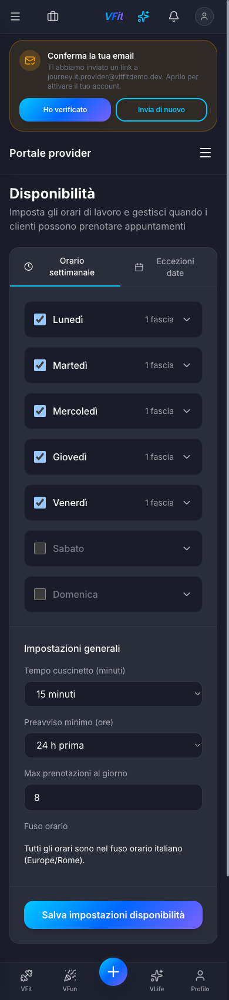 VFit
Conferma la tua email
Ti abbiamo inviato un link a
journey.it.provider@vitfitdemo.dev. Aprilo per
attivare il tuo account.
Ho verificato
Invia di nuovo
Portale provider
Disponibilità
Imposta gli orari di lavoro e gestisci quando i
clienti possono prenotare appuntamenti
Orario
settimanale
Eccezioni
date
Lunedì 1 fascia
Martedì 1 fascia
Mercoledì 1 fascia
Giovedì 1 fascia
Venerdì 1 fascia
Sabato
Domenica
Impostazioni generali
Tempo cuscinetto (minuti)
15 minuti
Preavviso minimo (ore)
24 h prima
Max prenotazioni al giorno
8
Fuso orario
Tutti gli orari sono nel fuso orario italiano
(Europe/Rome).
Salva impostazioni disponibilità
VFit VFun VLife Profilo